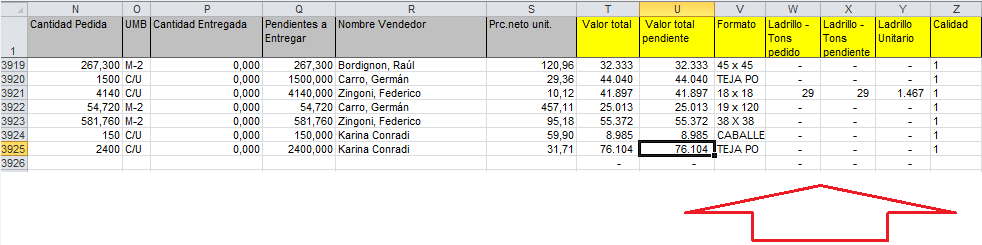 N O P Q R S T U V W X Y Z
1 Cantidad Pedida UMB Cantidad Entregada Pendientes a Entregar Nombre Vendedor Prc.neto unit. Valor total Valor total pendiente Formato Ladrillo - Tons pedido Ladrillo - Tons pendiente Ladrillo Unitario Calidad
3919 267,300 M-2 0,000 267,300 Bordignon, Raúl 120,96 32.333 32.333 45 x 45 - - - 1
3920 1500 C/U 0,000 1500,000 Carro, Germán 29,36 44.040 44.040 TEJA PO - - - 1
3921 4140 C/U 0,000 4140,000 Zingoni, Federico 10,12 41.897 41.897 18 x 18 29 29 1.467 1
3922 54,720 M-2 0,000 54,720 Carro, Germán 457,11 25.013 25.013 19 x 120 - - - 1
3923 581,760 M-2 0,000 581,760 Zingoni, Federico 95,18 55.372 55.372 38 X 38 - - - 1
3924 150 C/U 0,000 150,000 Karina Conradi 59,90 8.985 8.985 CABALLE - - - 1
3925 2400 C/U 0,000 2400,000 Karina Conradi 31,71 76.104 76.104 TEJA PO - - - 1
3926 - - - - -